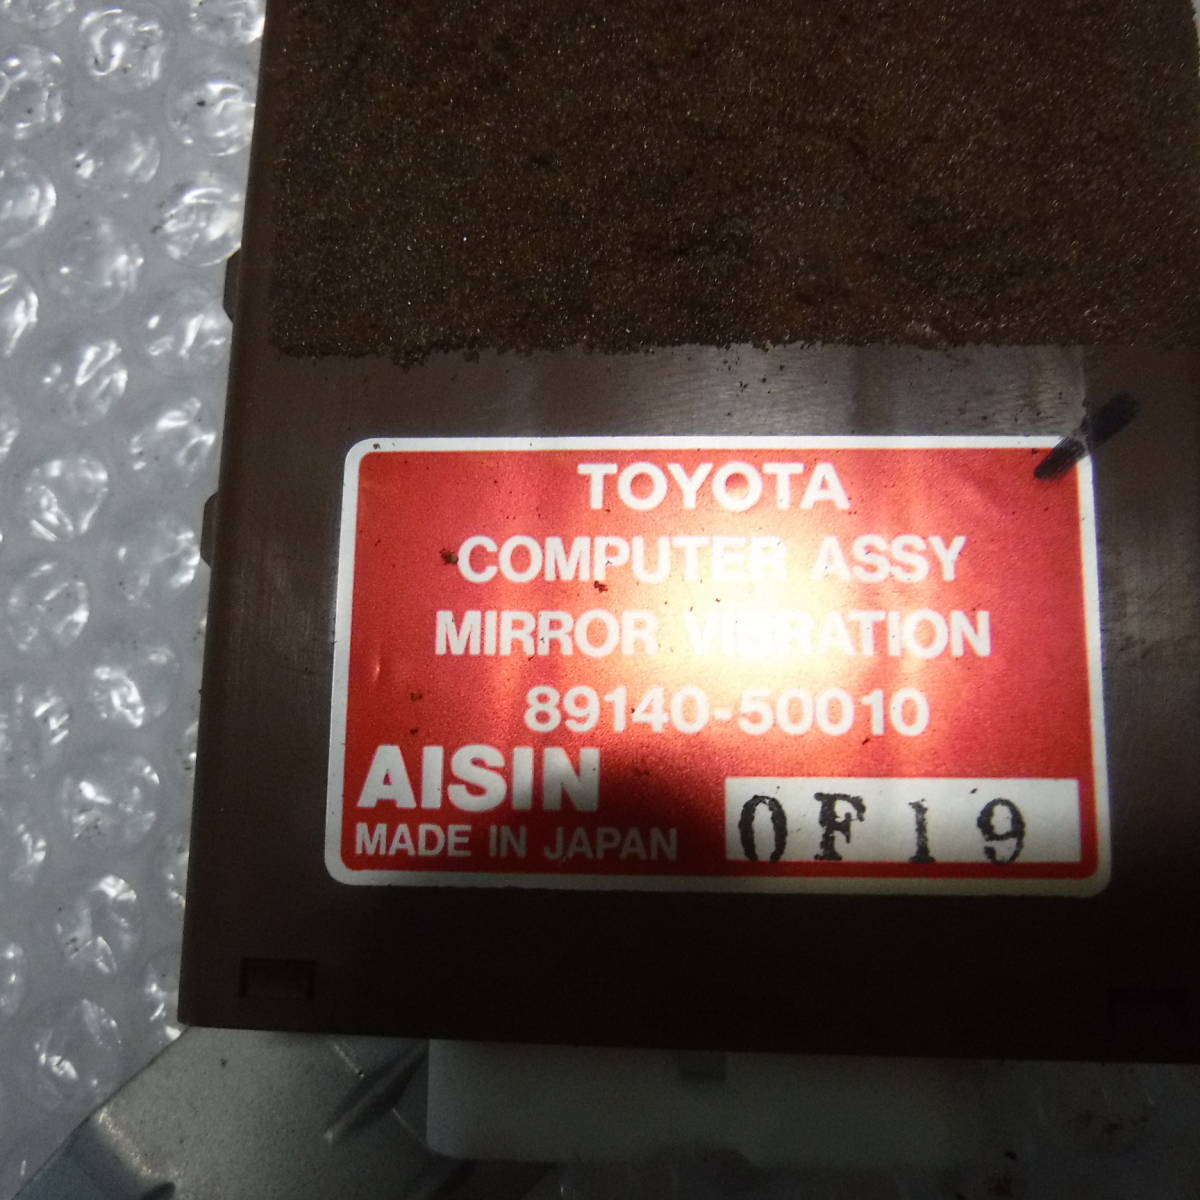 TOYOTA
COMPUTER ASSY
MIRROR VIBRATION
89140-50010
AISIN
MADE IN JAPAN
0F19